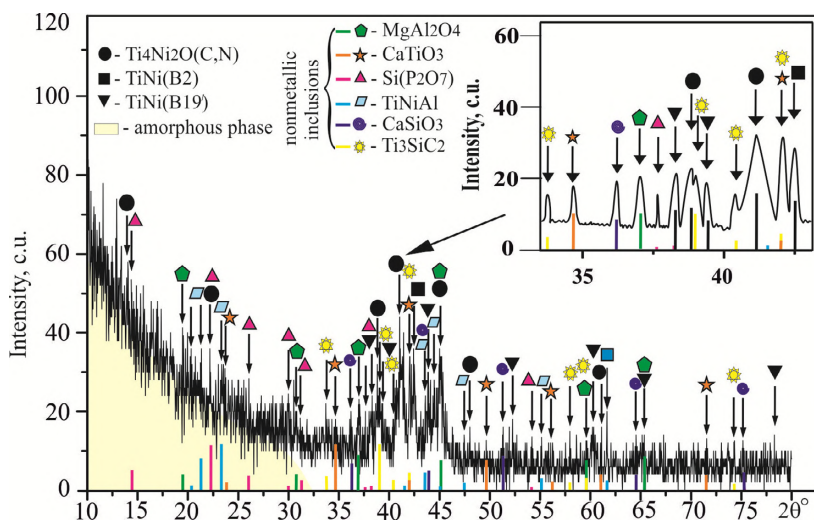 Intensity, c.u.
120
100
80
60
40
20
0
- Ti4Ni2O(C,N)
- TiNi(B2)
- TiNi(B19')
- amorphous phase
nonmetallic
inclusions
- MgAl2O4
- CaTiO3
- Si(P2O7)
- TiNiAl
- CaSiO3
- Ti3SiC2
Intensity, c.u.
60
40
20
0
35
40
10 15 20 25 30 35 40 45 50 55 60 65 70 75 2θ°